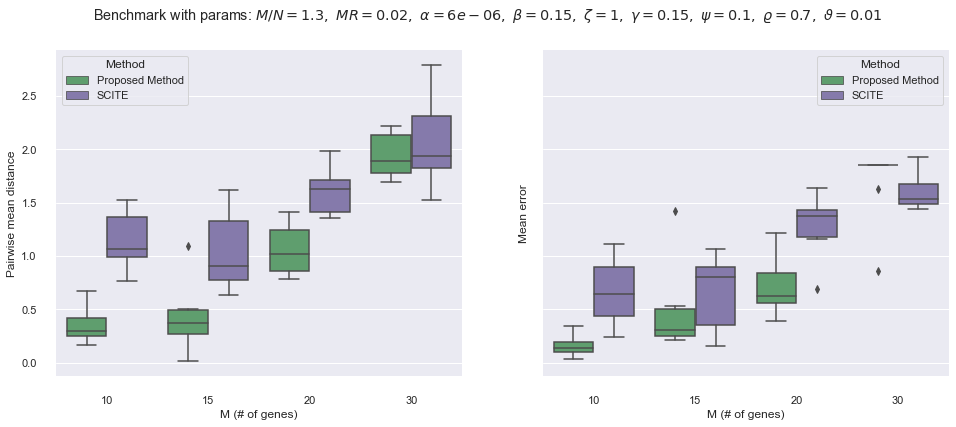 Benchmark with params: M/N = 1.3, MR = 0.02, α = 6e − 06, β = 0.15, ζ = 1, γ = 0.15, ψ = 0.1, ϱ = 0.7, ϑ = 0.01
Method
Proposed Method
SCITE
Pairwise mean distance
2.5
2.0
1.5
1.0
0.5
0.0
10
15
20
30
M (# of genes)
Method
Proposed Method
SCITE
Mean error
10
15
20
30
M (# of genes)